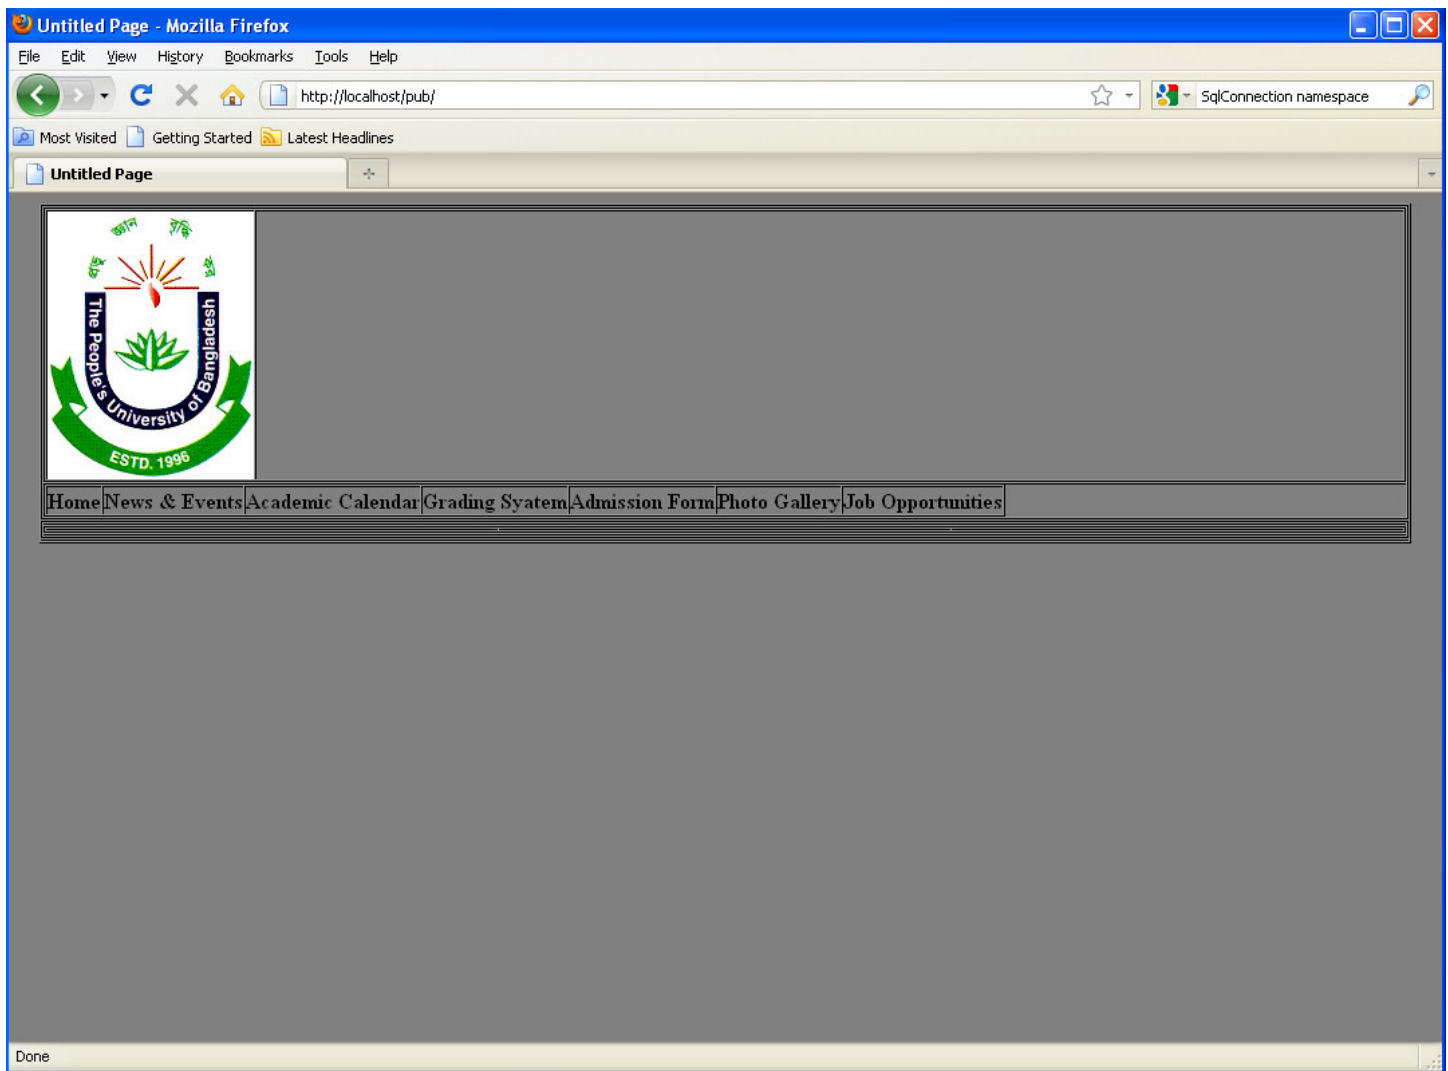 Untitled Page - Mozilla Firefox
File Edit View History Bookmarks Tools Help
http://localhost/pub/
SqlConnection namespace
Most Visited Getting Started Latest Headlines
Untitled Page
জ্ঞান
The People's University of Bangladesh
ESTD. 1996
Home News & Events Academic Calendar Grading Syatem Admission Form Photo Gallery Job Opportunities
Done